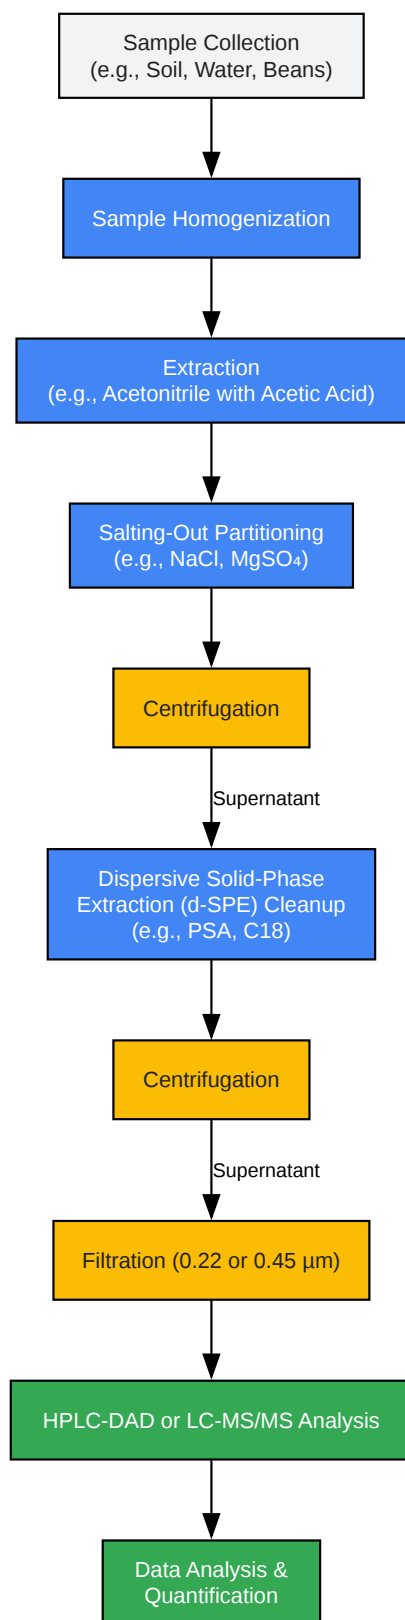 Sample Collection
(e.g., Soil, Water, Beans)
Sample Homogenization
Extraction
(e.g., Acetonitrile with Acetic Acid)
Salting-Out Partitioning
(e.g., NaCl, MgSO₄)
Centrifugation
Supernatant
Dispersive Solid-Phase
Extraction (d-SPE) Cleanup
(e.g., PSA, C18)
Centrifugation
Supernatant
Filtration (0.22 or 0.45 µm)
HPLC-DAD or LC-MS/MS Analysis
Data Analysis &
Quantification